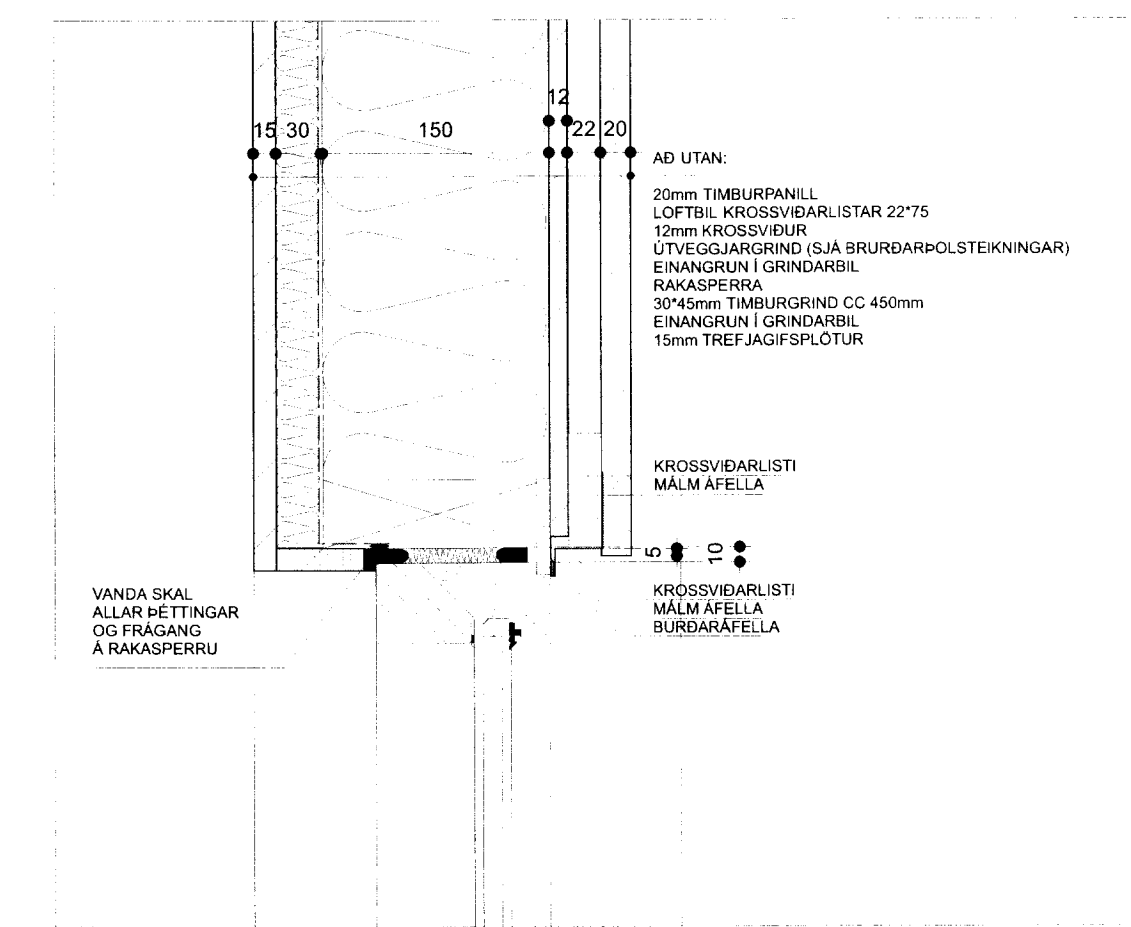 12
15 30 150 22 20
AÐ UTAN:
20mm TIMBURPANILL
LOFTBIL KROSSVIÐARLISTAR 22*75
12mm KROSSVIÐUR
ÚTVEGGJARGRIND (SJÁ BRURÐARÞOLSTEIKNINGAR)
EINANGRUN Í GRINDARBIL
RAKASPERRA
30*45mm TIMBURGRIND CC 450mm
EINANGRUN Í GRINDARBIL
15mm TREFJAGIFSPLÖTUR
KROSSVIÐARLISTI
MÁLM ÁFELLA
5 10
VANDA SKAL
ALLAR ÞÉTTINGAR
OG FRÁGANG
Á RAKASPERRU
KROSSVIÐARLISTI
MÁLM ÁFELLA
BURÐARÁFELLA